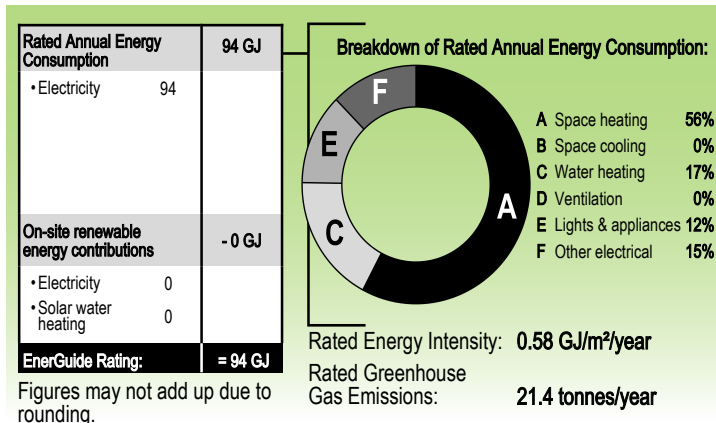 Rated Annual Energy
Consumption
94 GJ
• Electricity 94
On-site renewable
energy contributions
- 0 GJ
• Electricity 0
• Solar water
heating
0
EnerGuide Rating: = 94 GJ
Figures may not add up due to
rounding.
Breakdown of Rated Annual Energy Consumption:
F
E
C
A
A Space heating 56%
B Space cooling 0%
C Water heating 17%
D Ventilation 0%
E Lights & appliances 12%
F Other electrical 15%
Rated Energy Intensity: 0.58 GJ/m²/year
Rated Greenhouse
Gas Emissions: 21.4 tonnes/year